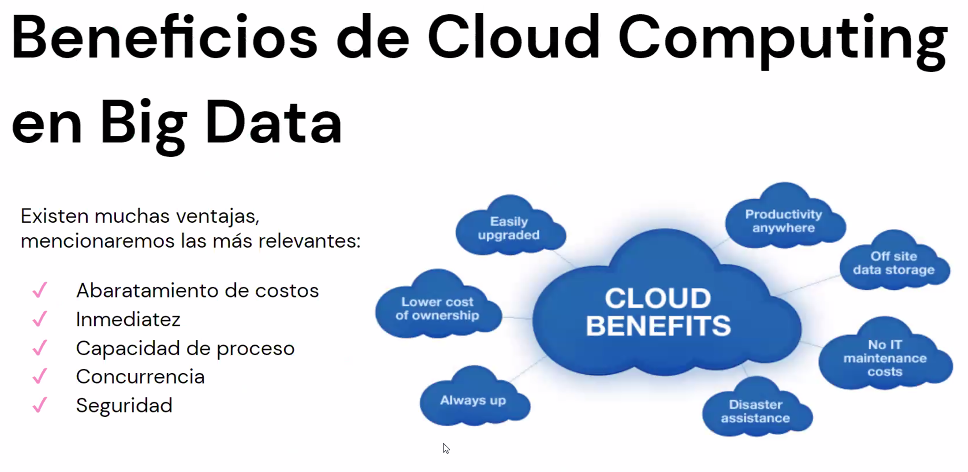 Beneficios de Cloud Computing
en Big Data
Existen muchas ventajas,
mencionaremos las más relevantes:
✓ Abaratamiento de costos
✓ Inmediatez
✓ Capacidad de proceso
✓ Concurrencia
✓ Seguridad
CLOUD
BENEFITS
Easily
upgraded
Productivity
anywhere
Off site
data storage
Lower cost
of ownership
No IT
maintenance
costs
Always up
Disaster
assistance